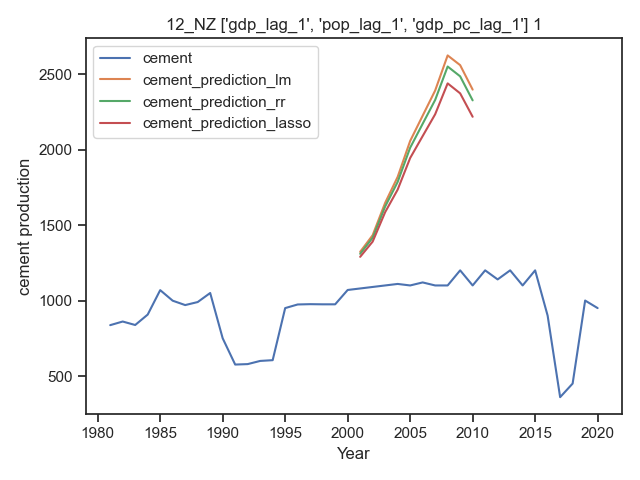 12_NZ ['gdp_lag_1', 'pop_lag_1', 'gdp_pc_lag_1'] 1
cement
cement_prediction_lm
cement_prediction_rr
cement_prediction_lasso
2500
2000
1500
1000
500
cement production
1980 1985 1990 1995 2000 2005 2010 2015 2020
Year